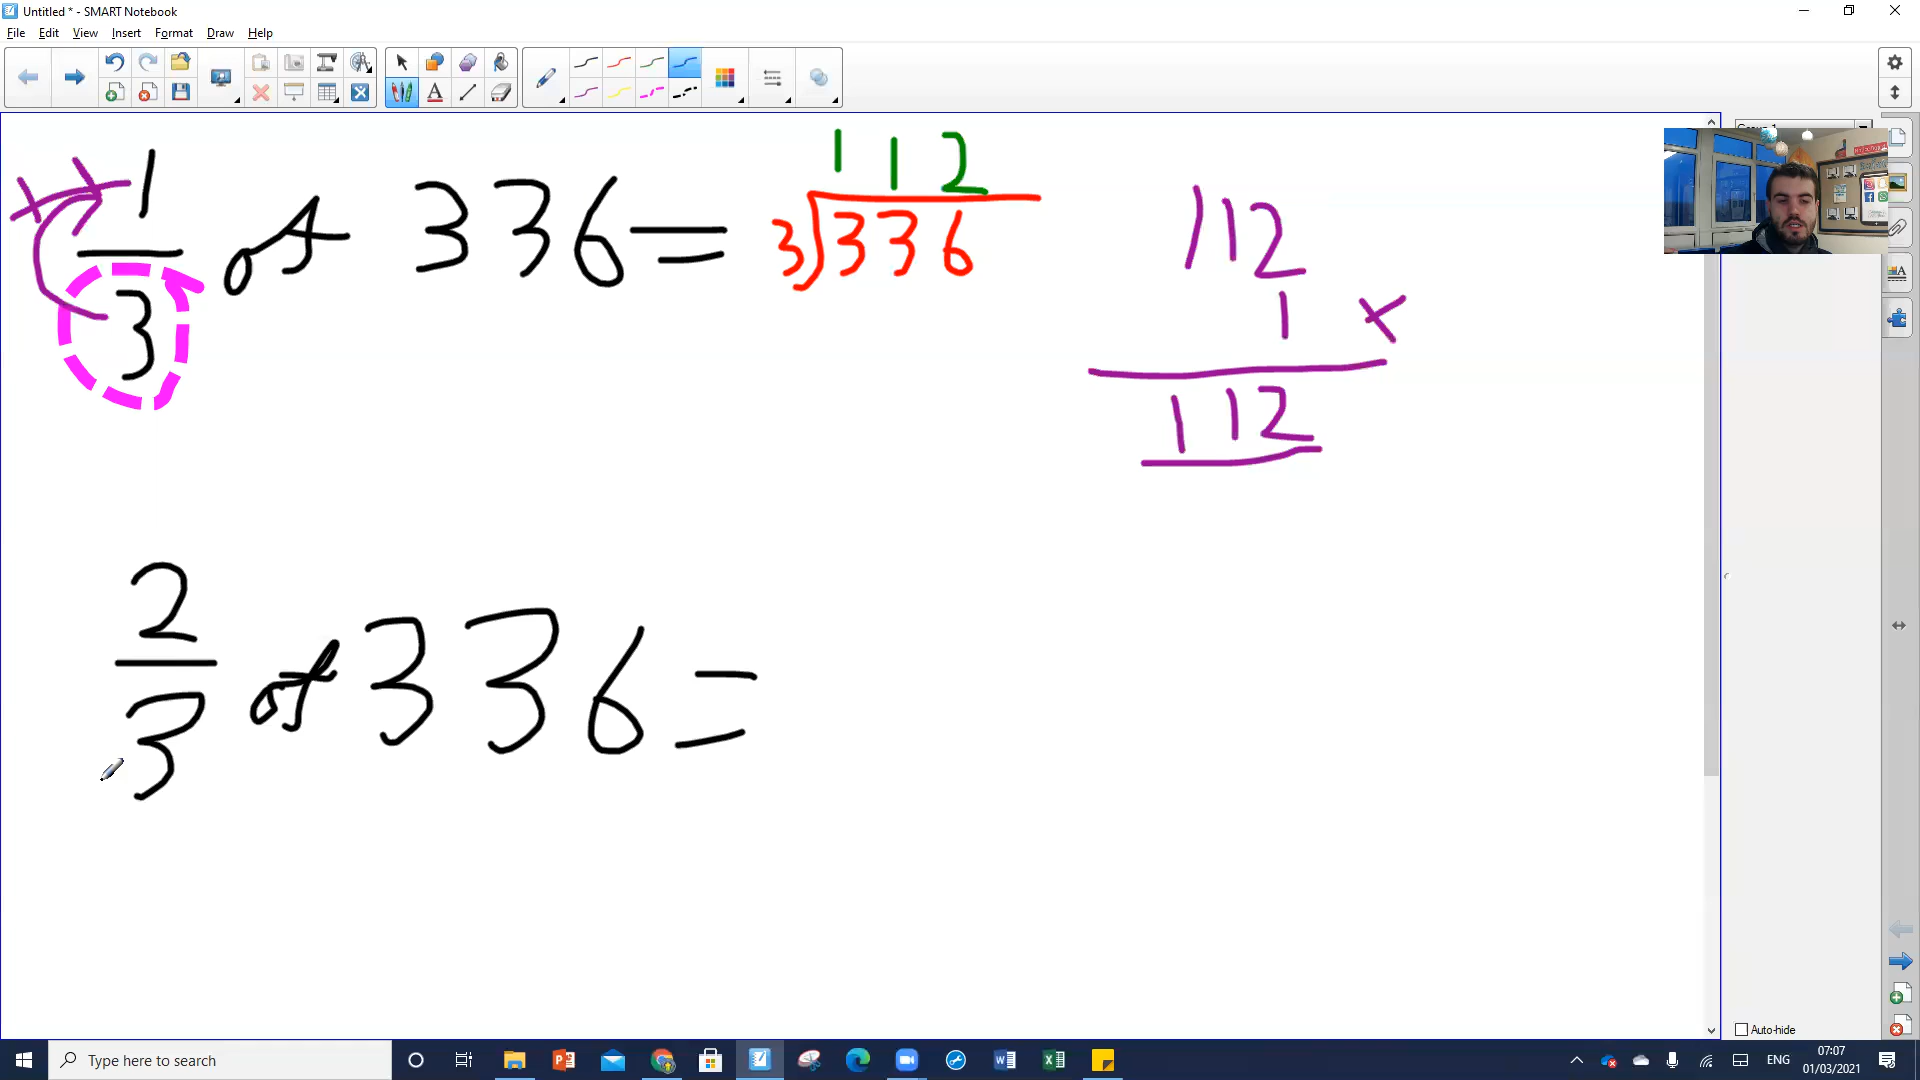 Untitled * - SMART Notebook
File Edit View Insert Format Draw Help
1/3 of 336 =
112
3)336
112
1 ×
112
2/3 of 336 =
Auto-hide
Type here to search
ENG
07:07
01/03/2021